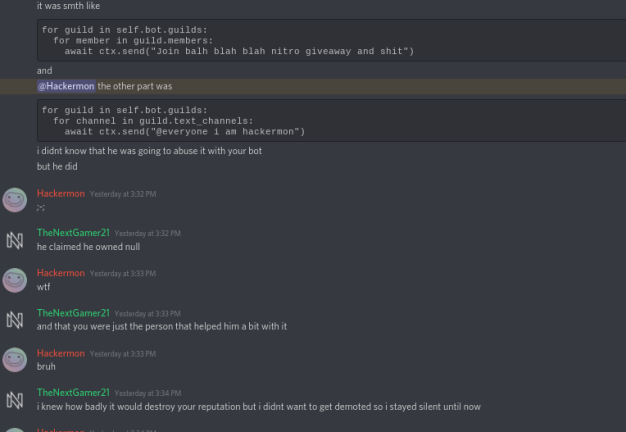 it was smth like
for guild in self.bot.guilds:
  for member in guild.members:
    await ctx.send("Join balh blah blah nitro giveaway and shit")
and
@Hackermon the other part was
for guild in self.bot.guilds:
  for channel in guild.text_channels:
    await ctx.send("@everyone i am hackermon")
i didnt know that he was going to abuse it with your bot
but he did
Hackermon Yesterday at 3:32 PM
;-;
TheNextGamer21 Yesterday at 3:32 PM
he claimed he owned null
Hackermon Yesterday at 3:33 PM
wtf
TheNextGamer21 Yesterday at 3:33 PM
and that you were just the person that helped him a bit with it
Hackermon Yesterday at 3:33 PM
bruh
TheNextGamer21 Yesterday at 3:34 PM
i knew how badly it would destroy your reputation but i didnt want to get demoted so i stayed silent until now